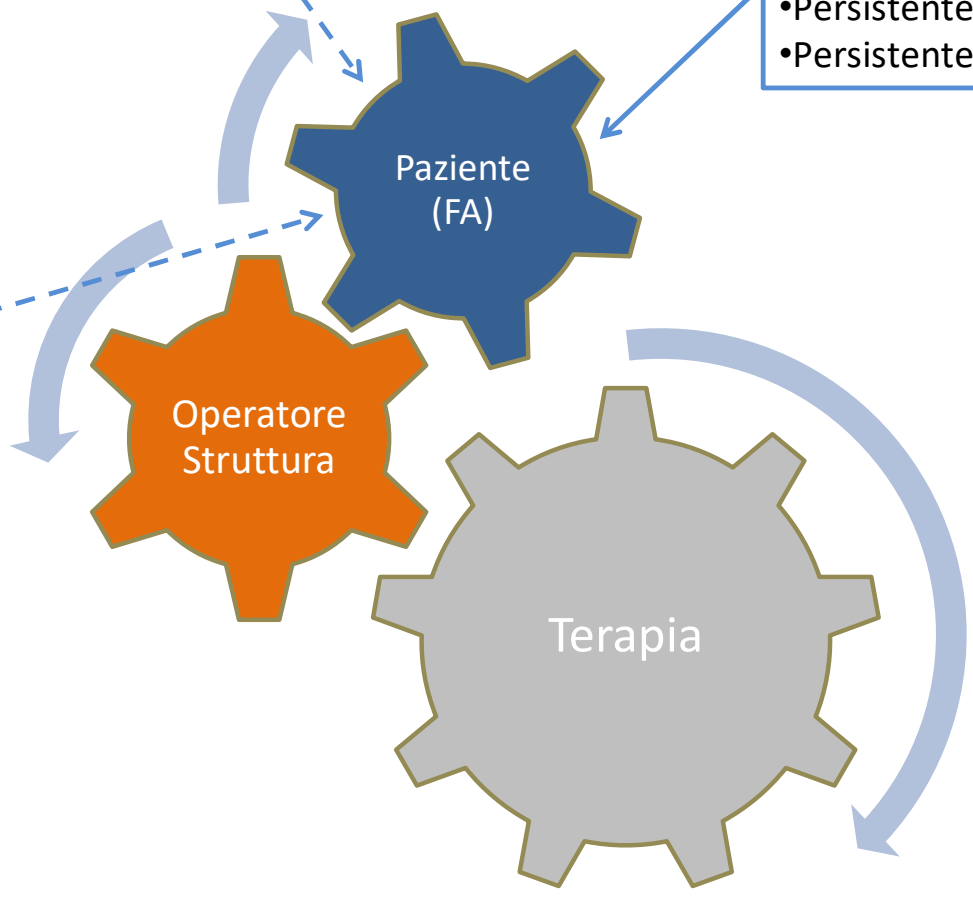 •Persistente
•Persistente
Paziente
(FA)
Operatore
Struttura
Terapia